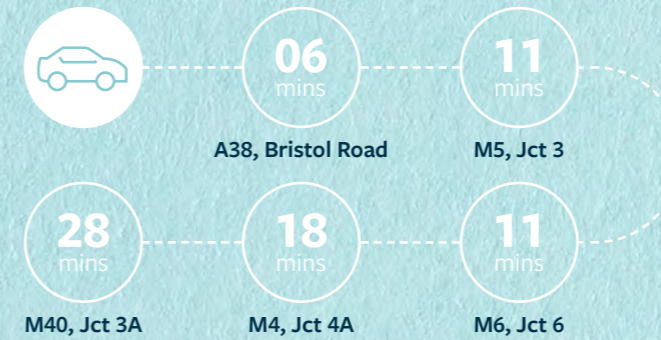 06
mins
A38, Bristol Road
11
mins
M5, Jct 3
11
mins
M6, Jct 6
18
mins
M4, Jct 4A
28
mins
M40, Jct 3A